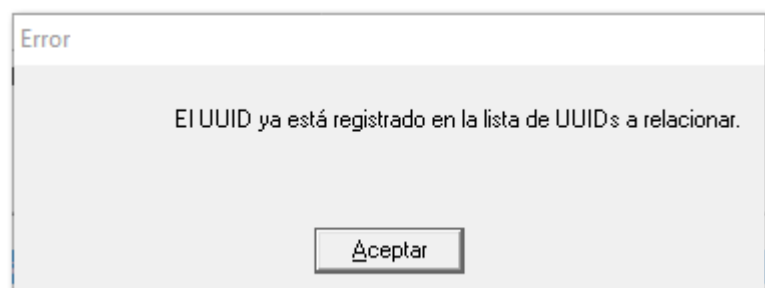 Error
El UUID ya está registrado en la lista de UUIDs a relacionar.
Aceptar